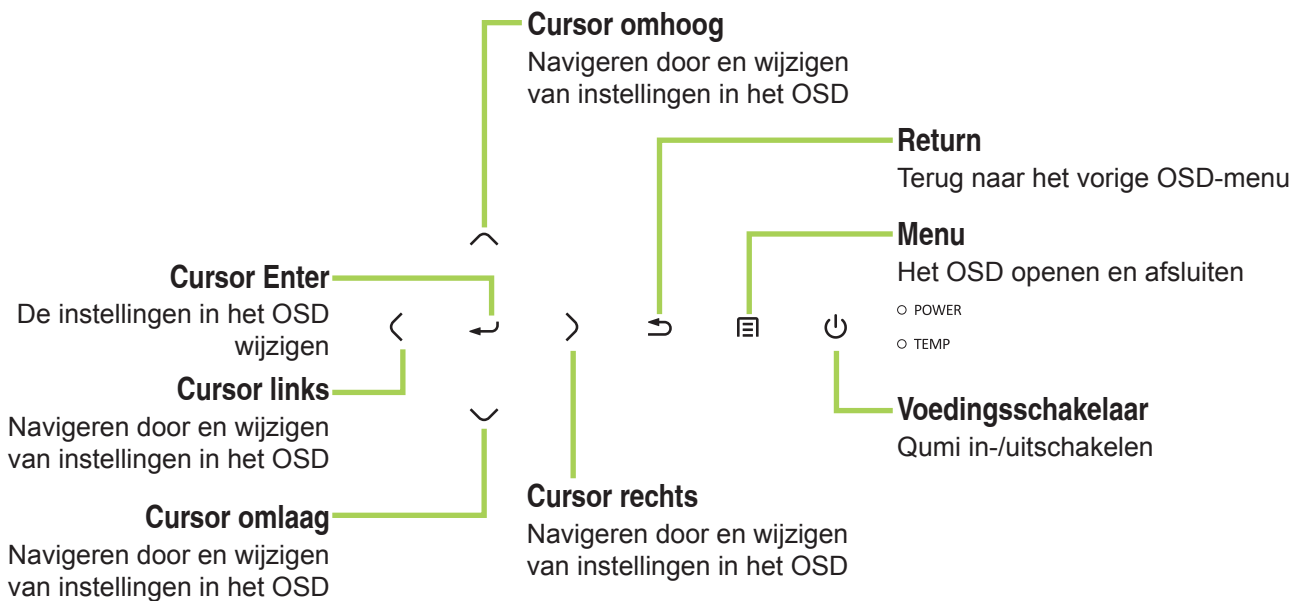 Cursor omhoog
Navigeren door en wijzigen
van instellingen in het OSD
Return
Terug naar het vorige OSD-menu
Menu
Het OSD openen en afsluiten
POWER
TEMP
Cursor Enter
De instellingen in het OSD
wijzigen
Cursor links
Navigeren door en wijzigen
van instellingen in het OSD
Voedingsschakelaar
Qumi in-/uitschakelen
Cursor omlaag
Navigeren door en wijzigen
van instellingen in het OSD
Cursor rechts
Navigeren door en wijzigen
van instellingen in het OSD